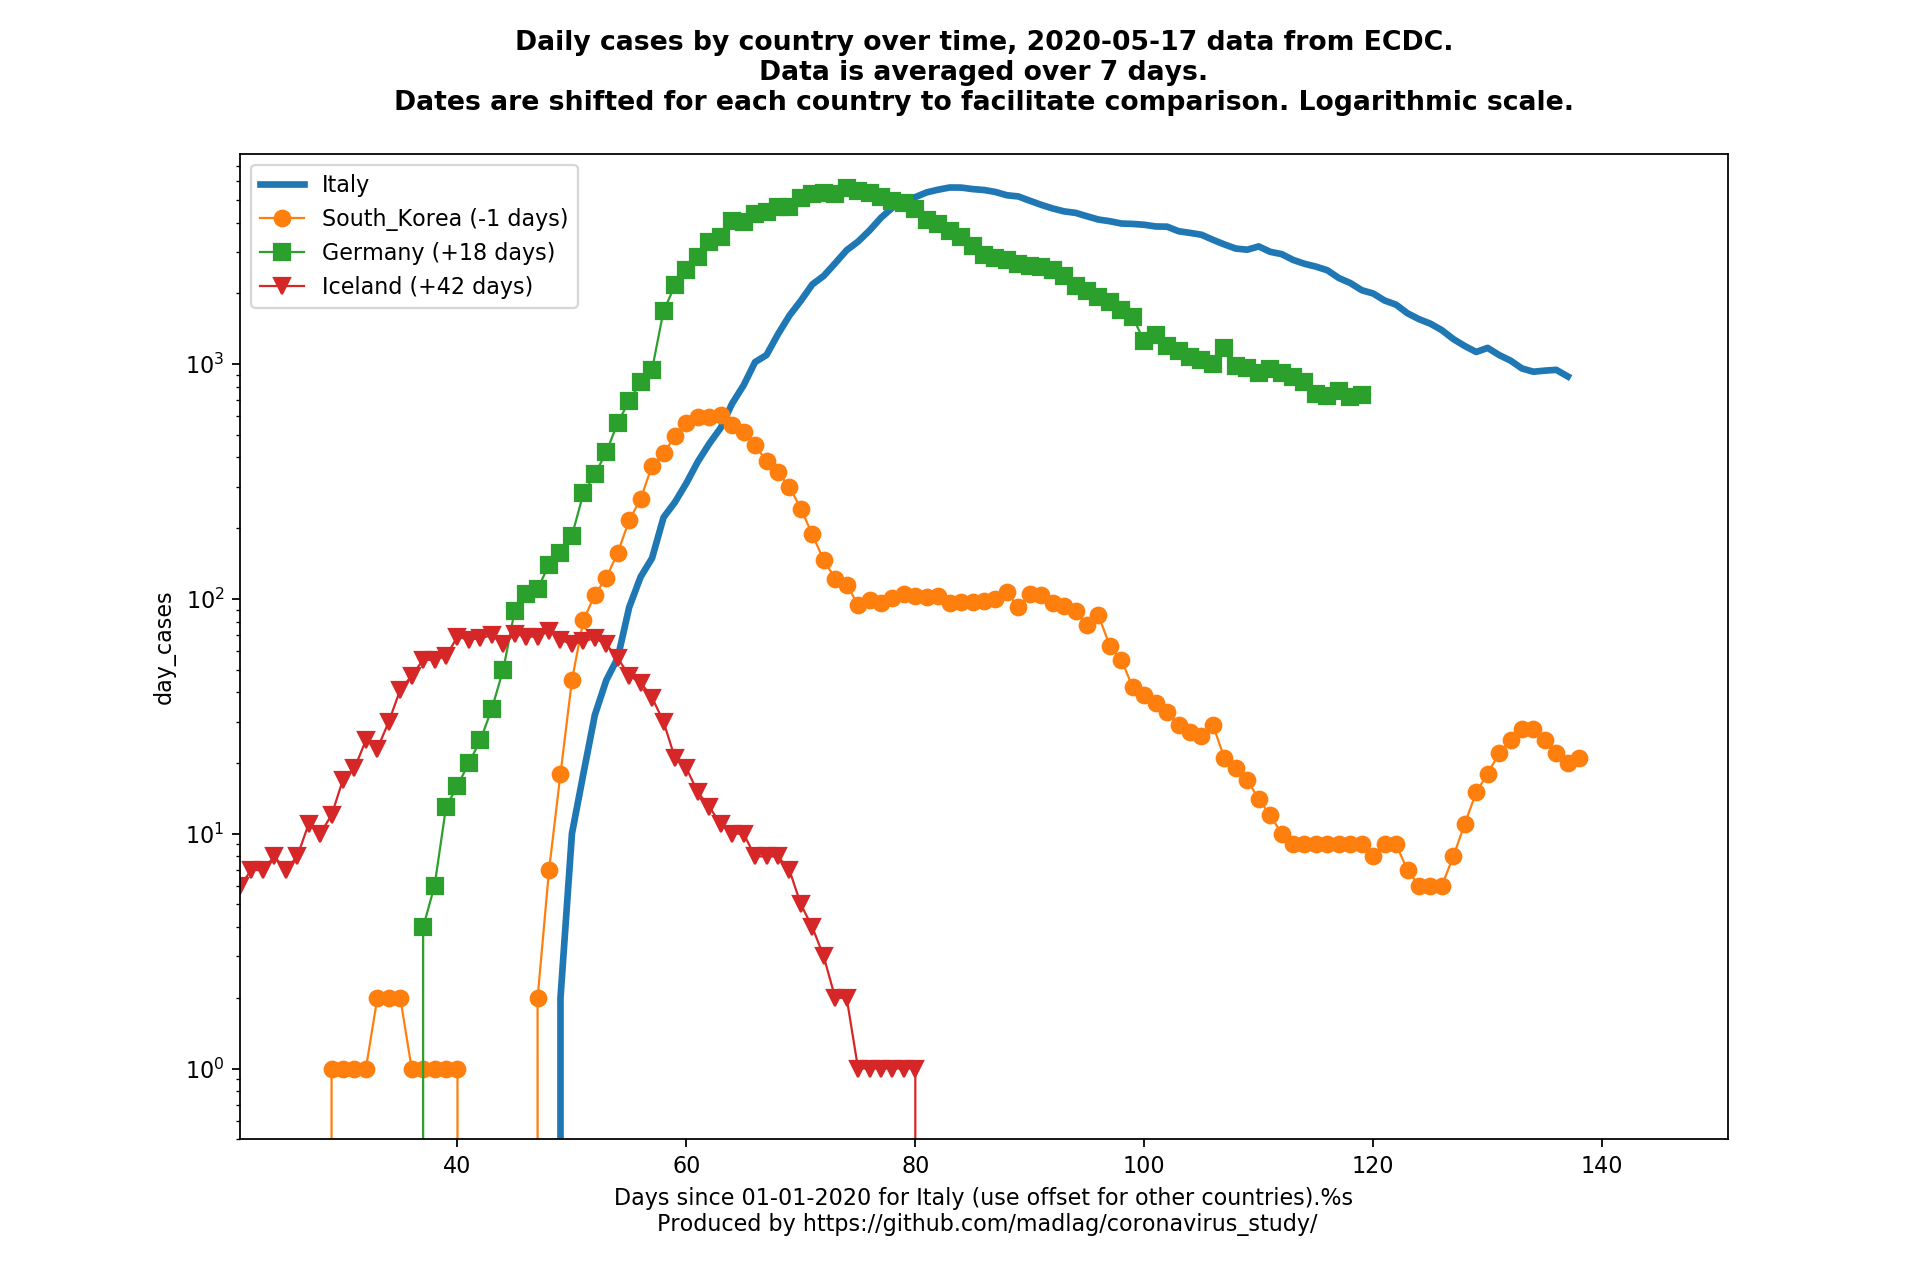 Daily cases by country over time, 2020-05-17 data from ECDC.
Data is averaged over 7 days.
Dates are shifted for each country to facilitate comparison. Logarithmic scale.
Italy
South_Korea (-1 days)
Germany (+18 days)
Iceland (+42 days)
10³
10²
10¹
10⁰
day_cases
40 60 80 100 120 140
Days since 01-01-2020 for Italy (use offset for other countries).%s
Produced by https://github.com/madlag/coronavirus_study/